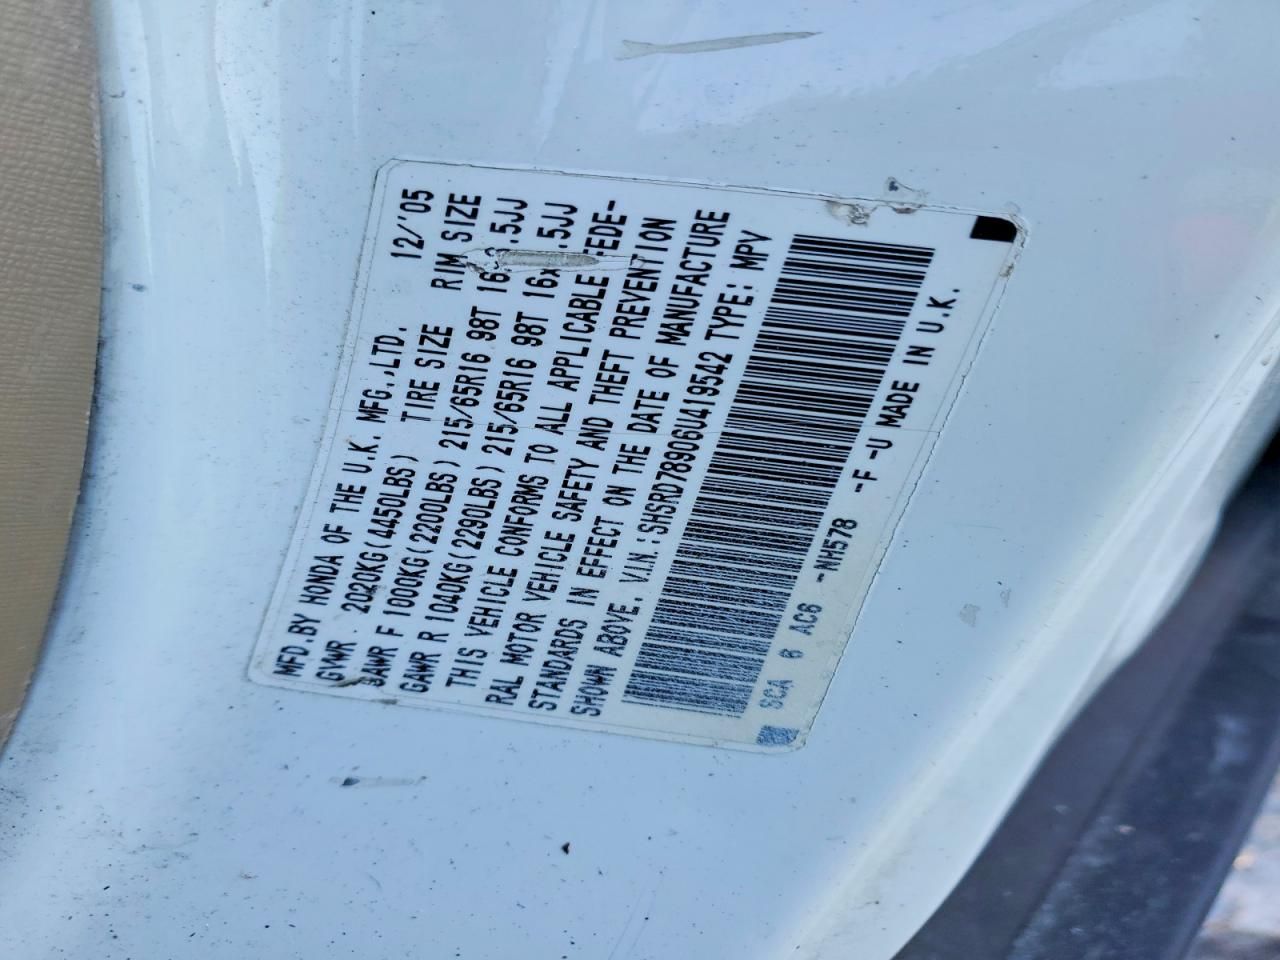 MFD.BY HONDA OF THE U.K. MFG.,LTD. 12/'05
GVWR . 2020KG(4450LBS) TIRE SIZE RIM SIZE
GAWR F 1000KG(2200LBS) 215/65R16 98T .5JJ
GAWR R 1040KG(2290LBS) 215/65R16 98T 16x .5JJ
THIS VEHICLE CONFORMS TO ALL APPLICABLE FEDE-
RAL MOTOR VEHICLE SAFETY AND THEFT PREVENTION
STANDARDS IN EFFECT ON THE DATE OF MANUFACTURE
SHOWN ABOVE. V.I.N.:SHSRD78906U419542 TYPE: MPV
SCA 6 AC6 -NH578 -F -U MADE IN U.K.